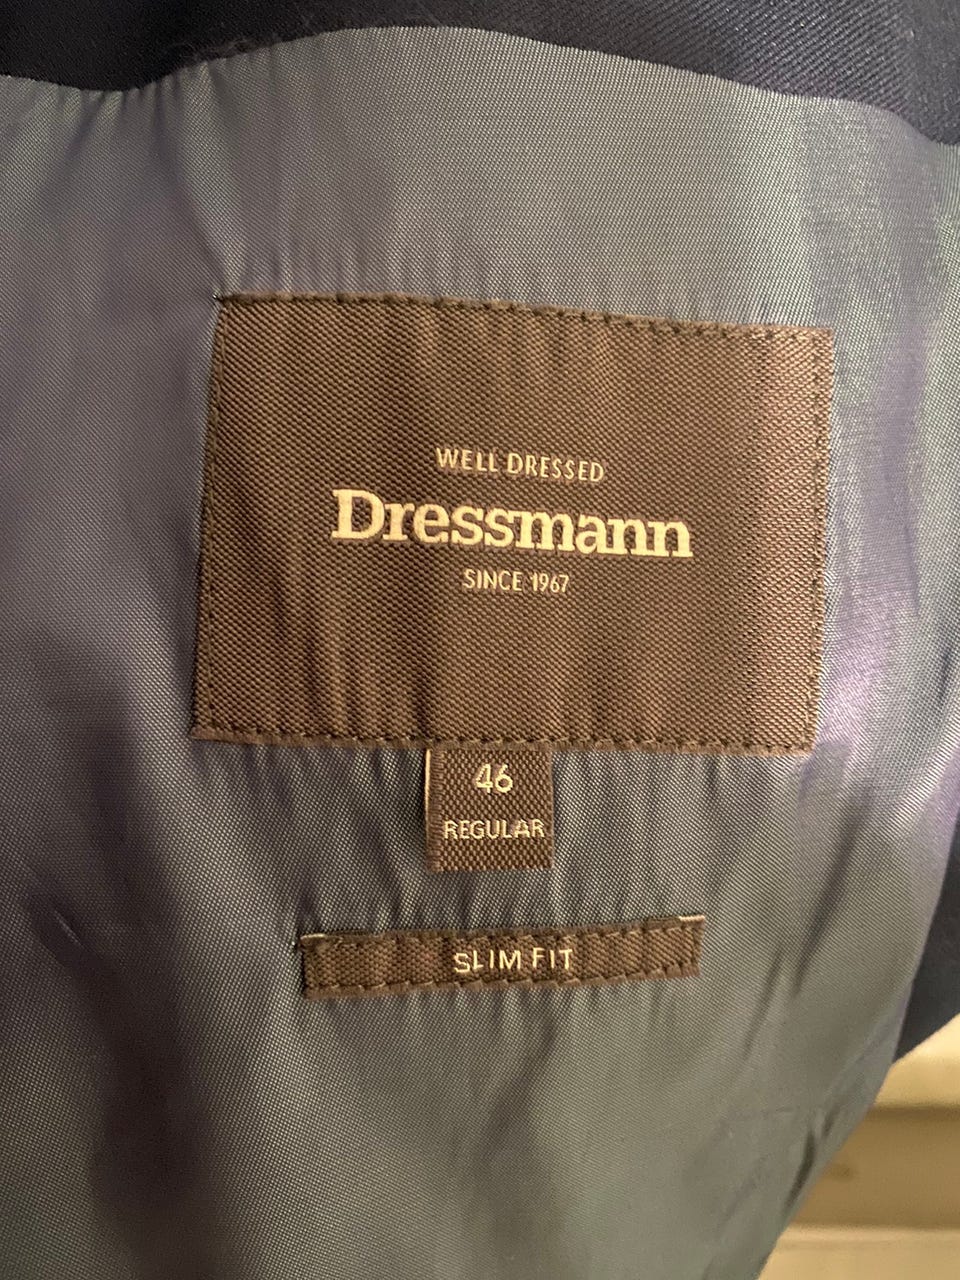 WELL DRESSED
Dressmann
SINCE 1967
46
REGULAR
SLIM FIT